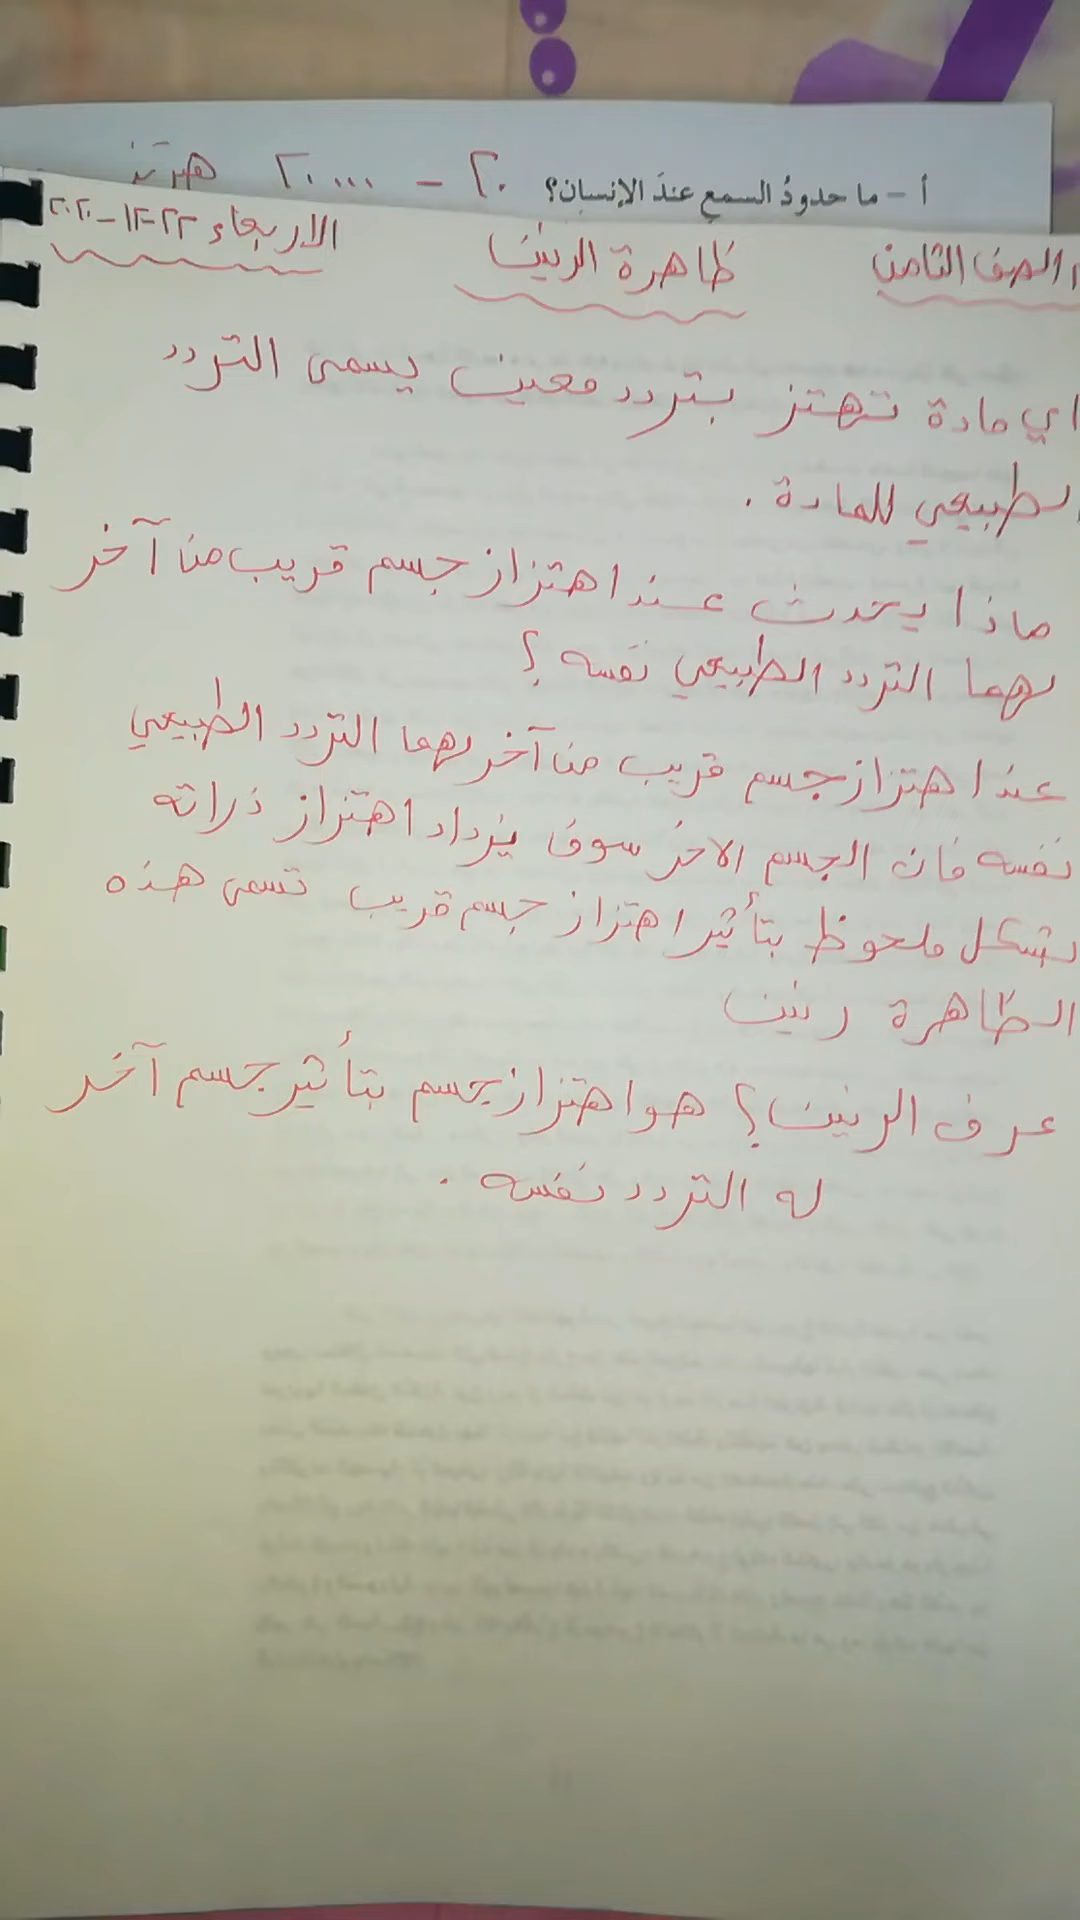 أ - ما حدودُ السمعِ عندَ الإنسان؟ ٢٠ - ٢٠٠٠٠ هيرتز
الصف الثامن ظاهرة الرنين الاربعاء ٢٣-١٢-٢٠٢٠
اي مادة تهتز بتردد معين يسمى التردد
الطبيعي للمادة .
ماذا يحدث عند اهتزاز جسم قريب من آخر
لهما التردد الطبيعي نفسه ؟
عند اهتزاز جسم قريب من آخر لهما التردد الطبيعي
نفسه فان الجسم الاخر سوف يزداد اهتزاز ذراته
بشكل ملحوظ بتأثير اهتزاز جسم قريب تسمى هذه
الظاهرة رنين
عرف الرنين ؟ هو اهتزاز جسم بتأثير جسم آخر
له التردد نفسه .